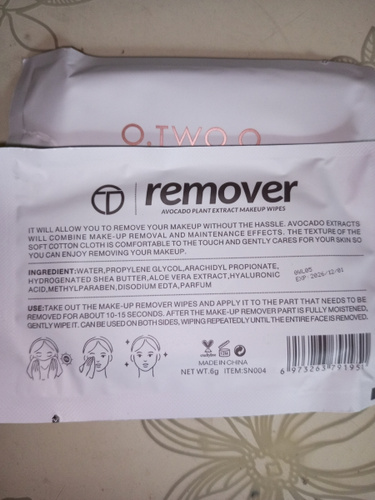 O.TWO.O
remover
AVOCADO PLANT EXTRACT MAKEUP WIPES
IT WILL ALLOW YOU TO REMOVE YOUR MAKEUP WITHOUT THE HASSLE. AVOCADO EXTRACTS
WILL COMBINE MAKE-UP REMOVAL AND MAINTENANCE EFFECTS. THE TEXTURE OF THE
SOFT COTTON CLOTH IS COMFORTABLE TO THE TOUCH AND GENTLY CARES FOR YOUR SKIN SO
YOU CAN ENJOY REMOVING YOUR MAKEUP.
INGREDIENT:WATER,PROPYLENE GLYCOL,ARACHIDYL PROPIONATE,
HYDROGENATED SHEA BUTTER,ALOE VERA EXTRACT,HYALURONIC
ACID,METHYLPARABEN,DISODIUM EDTA,PARFUM
EXP 2026/12/01
USE:TAKE OUT THE MAKE-UP REMOVER WIPES AND APPLY IT TO THE PART THAT NEEDS TO BE
REMOVED FOR ABOUT 10-15 SECONDS. AFTER THE MAKE-UP REMOVER PART IS FULLY MOISTENED,
GENTLY WIPE IT. CAN BE USED ON BOTH SIDES, WIPING REPEATEDLY UNTIL THE ENTIRE FACE IS REMOVED.
MADE IN CHINA
NET WT.6g ITEM:SN004
6 973263 79195